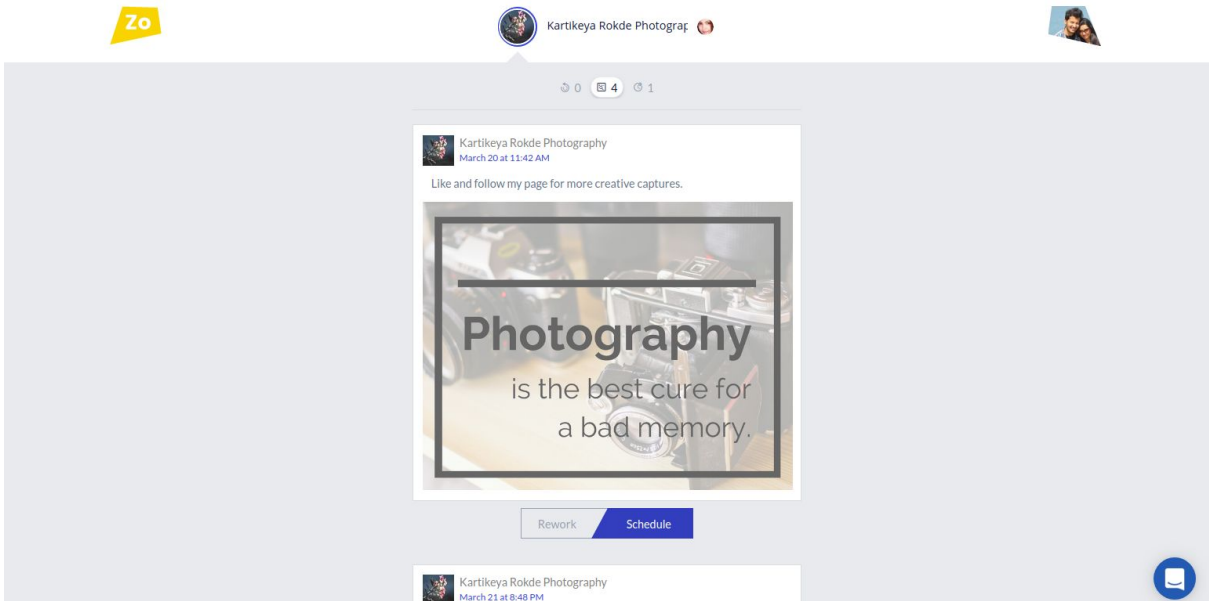 Zo
Kartikeya Rokde Photograp
0
4
1
Kartikeya Rokde Photography
March 20 at 11:42 AM
Like and follow my page for more creative captures.
Photography
is the best cure for
a bad memory.
Rework
Schedule
Kartikeya Rokde Photography
March 21 at 8:48 PM